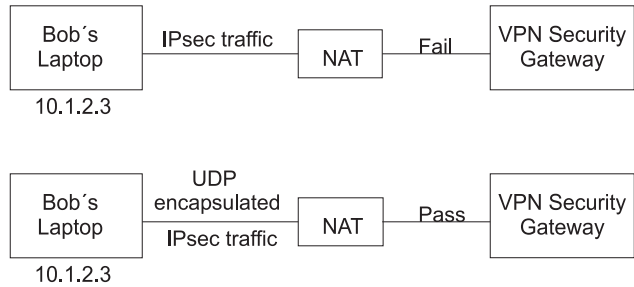 Bob´s
Laptop
IPsec traffic
NAT
Fail
VPN Security
Gateway
10.1.2.3
Bob´s
Laptop
UDP
encapsulated
IPsec traffic
NAT
Pass
VPN Security
Gateway
10.1.2.3